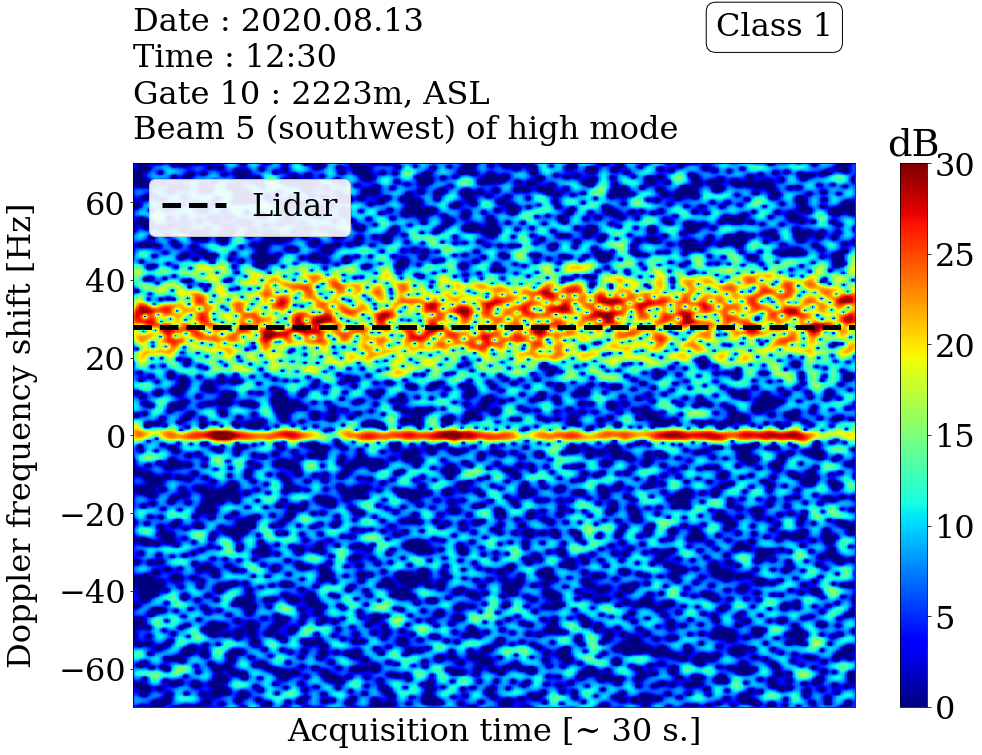 Date : 2020.08.13
Time : 12:30
Gate 10 : 2223m, ASL
Beam 5 (southwest) of high mode
Class 1
dB
Lidar
Doppler frequency shift [Hz]
60
40
20
0
−20
−40
−60
30
25
20
15
10
5
0
Acquisition time [~ 30 s.]